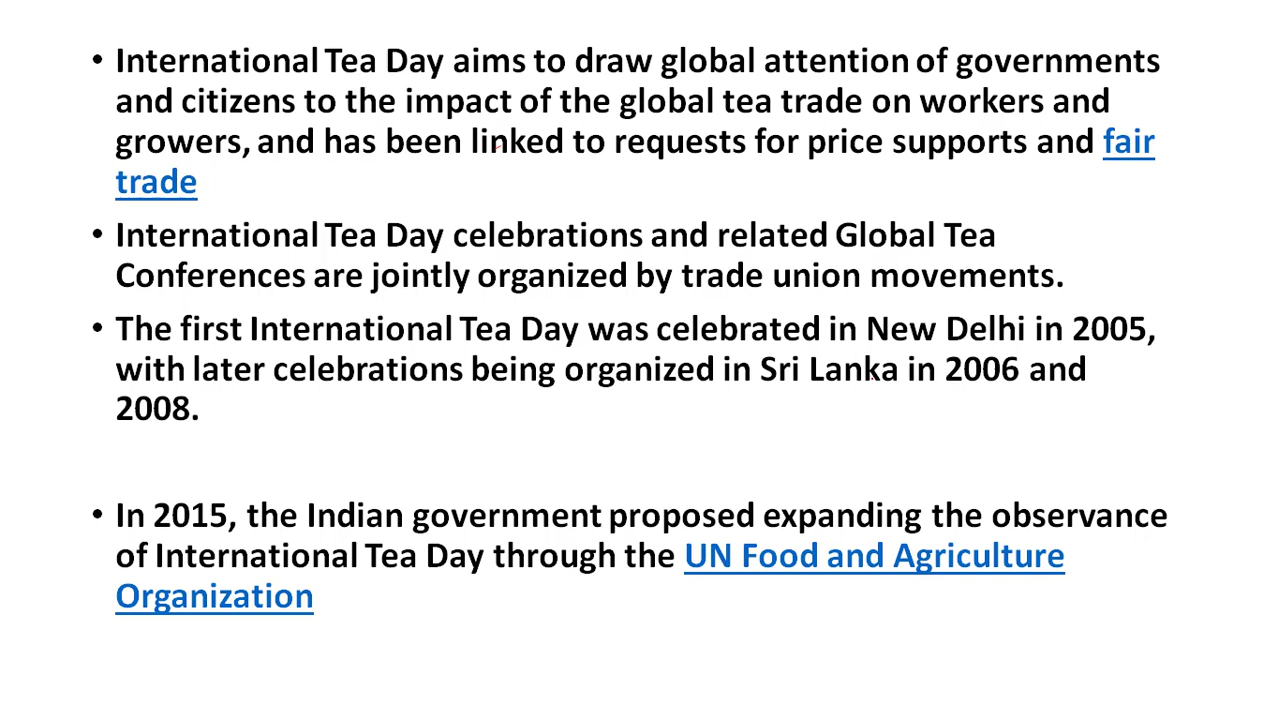 • International Tea Day aims to draw global attention of governments
and citizens to the impact of the global tea trade on workers and
growers, and has been linked to requests for price supports and fair
trade
• International Tea Day celebrations and related Global Tea
Conferences are jointly organized by trade union movements.
• The first International Tea Day was celebrated in New Delhi in 2005,
with later celebrations being organized in Sri Lanka in 2006 and
2008.
• In 2015, the Indian government proposed expanding the observance
of International Tea Day through the UN Food and Agriculture
Organization